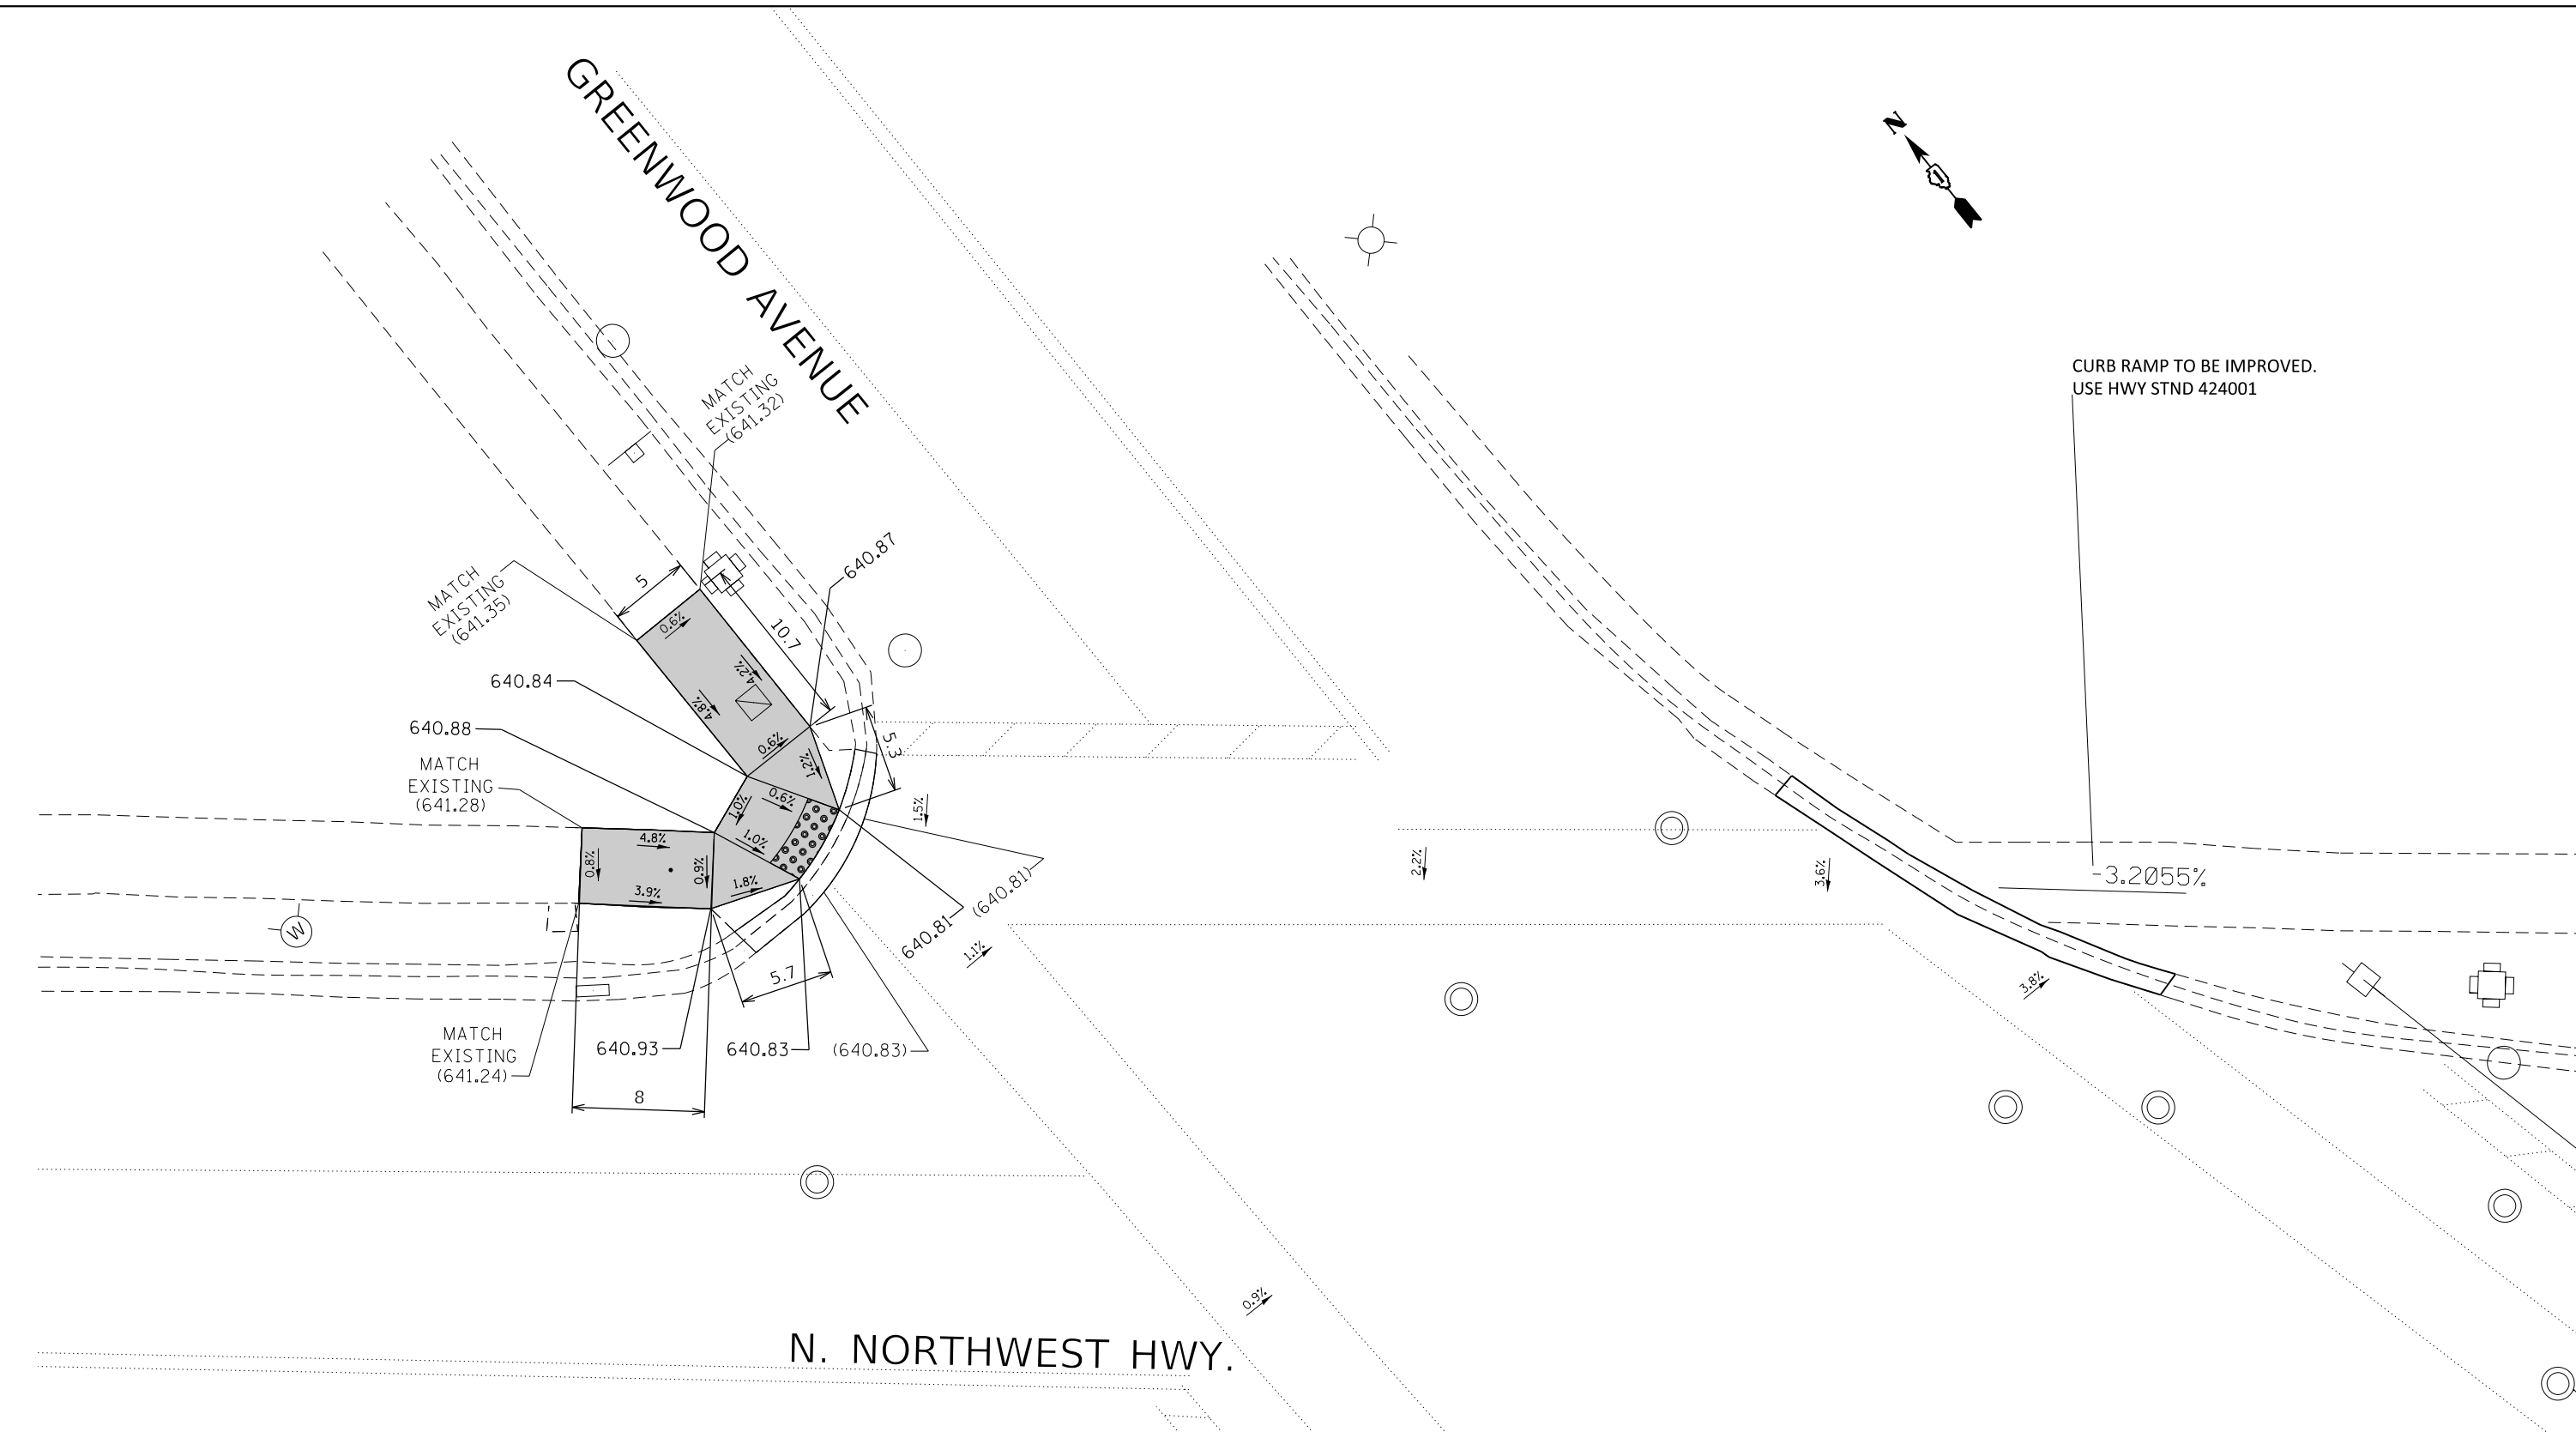 GREENWOOD AVENUE
N
CURB RAMP TO BE IMPROVED.
USE HWY STND 424001
MATCH
EXISTING
(641.32)
640.87
5
MATCH
EXISTING
(641.35)
0.6%
10.7
4.2%
4.8%
640.84
640.88
0.6%
1.2%
5.3
MATCH
EXISTING
(641.28)
1.0%
0.6%
1.0%
1.5%
4.8%
0.8%
0.9%
3.9%
1.8%
2.2%
3.6%
-3.2055%
(640.81)
640.81
1.1%
W
5.7
3.8%
MATCH
EXISTING
(641.24)
640.93
640.83
(640.83)
8
0.9%
N. NORTHWEST HWY.